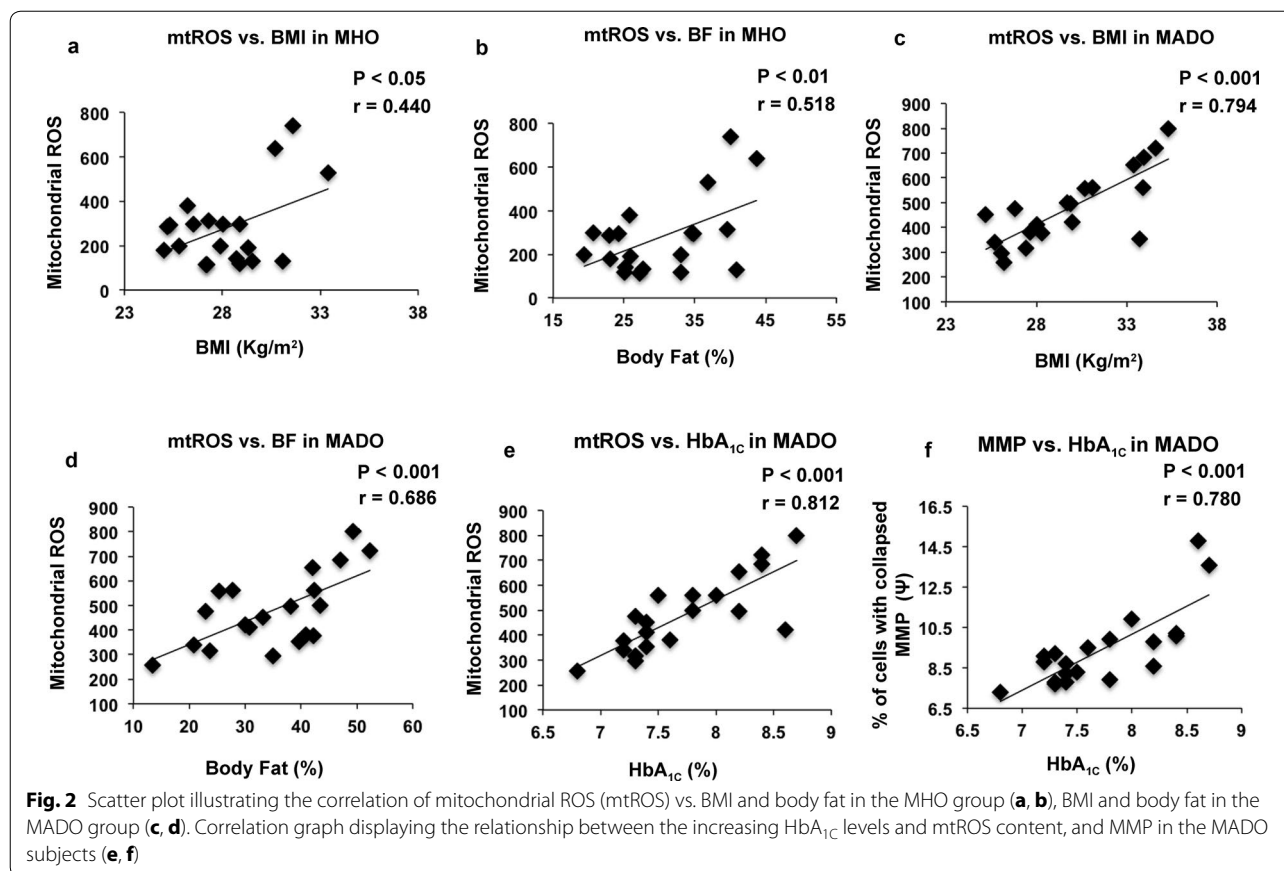 a
mtROS vs. BMI in MHO
P < 0.05
r = 0.440
Mitochondrial ROS
800
600
400
200
0
23
28
33
BMI (Kg/m²)
b
mtROS vs. BF in MHO
P < 0.01
r = 0.518
Mitochondrial ROS
800
600
400
200
0
15
25
35
45
55
Body Fat (%)
c
mtROS vs. BMI in MADO
P < 0.001
r = 0.794
Mitochondrial ROS
900
800
700
600
500
400
300
200
100
23
28
33
38
BMI (Kg/m²)
d
mtROS vs. BF in MADO
P < 0.001
r = 0.686
Mitochondrial ROS
900
800
700
600
500
400
300
200
100
10
20
30
40
50
60
Body Fat (%)
e
mtROS vs. HbA1C in MADO
P < 0.001
r = 0.812
Mitochondrial ROS
900
800
700
600
500
400
300
200
100
6.5
7
7.5
8
8.5
9
HbA1C (%)
f
MMP vs. HbA1C in MADO
P < 0.001
r = 0.780
% of cells with collapsed
MMP (Ψ)
16.5
14.5
12.5
10.5
8.5
6.5
6.5
7
7.5
8
8.5
9
HbA1C (%)
Fig. 2 Scatter plot illustrating the correlation of mitochondrial ROS (mtROS) vs. BMI and body fat in the MHO group (a, b), BMI and body fat in the
MADO group (c, d). Correlation graph displaying the relationship between the increasing HbA1C levels and mtROS content, and MMP in the MADO
subjects (e, f)